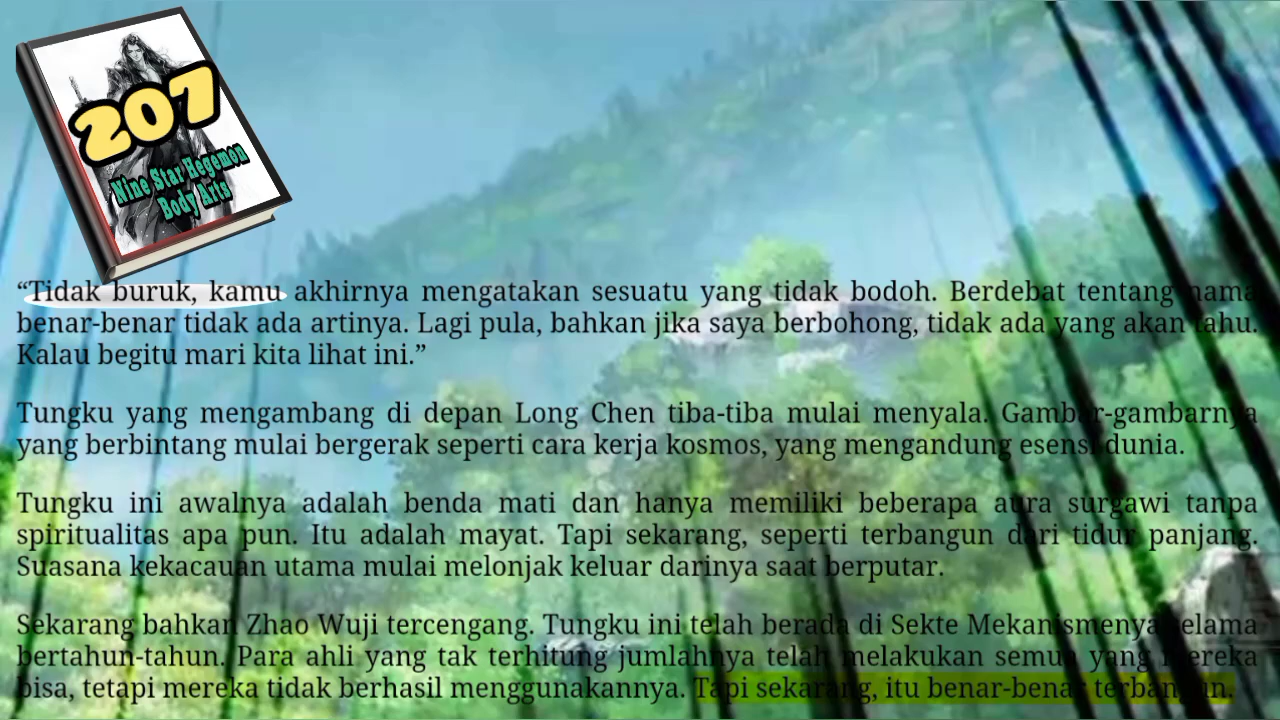 207
Nine Star Hegemon
Body Arts
“Tidak buruk, kamu akhirnya mengatakan sesuatu yang tidak bodoh. Berdebat tentang nama
benar-benar tidak ada artinya. Lagi pula, bahkan jika saya berbohong, tidak ada yang akan tahu.
Kalau begitu mari kita lihat ini.”
Tungku yang mengambang di depan Long Chen tiba-tiba mulai menyala. Gambar-gambarnya
yang berbintang mulai bergerak seperti cara kerja kosmos, yang mengandung esensi dunia.
Tungku ini awalnya adalah benda mati dan hanya memiliki beberapa aura surgawi tanpa
spiritualitas apa pun. Itu adalah mayat. Tapi sekarang, seperti terbangun dari tidur panjang.
Suasana kekacauan utama mulai melonjak keluar darinya saat berputar.
Sekarang bahkan Zhao Wuji tercengang. Tungku ini telah berada di Sekte Mekanismenya selama
bertahun-tahun. Para ahli yang tak terhitung jumlahnya telah melakukan semua yang mereka
bisa, tetapi mereka tidak berhasil menggunakannya. Tapi sekarang, itu benar-benar terbangun.